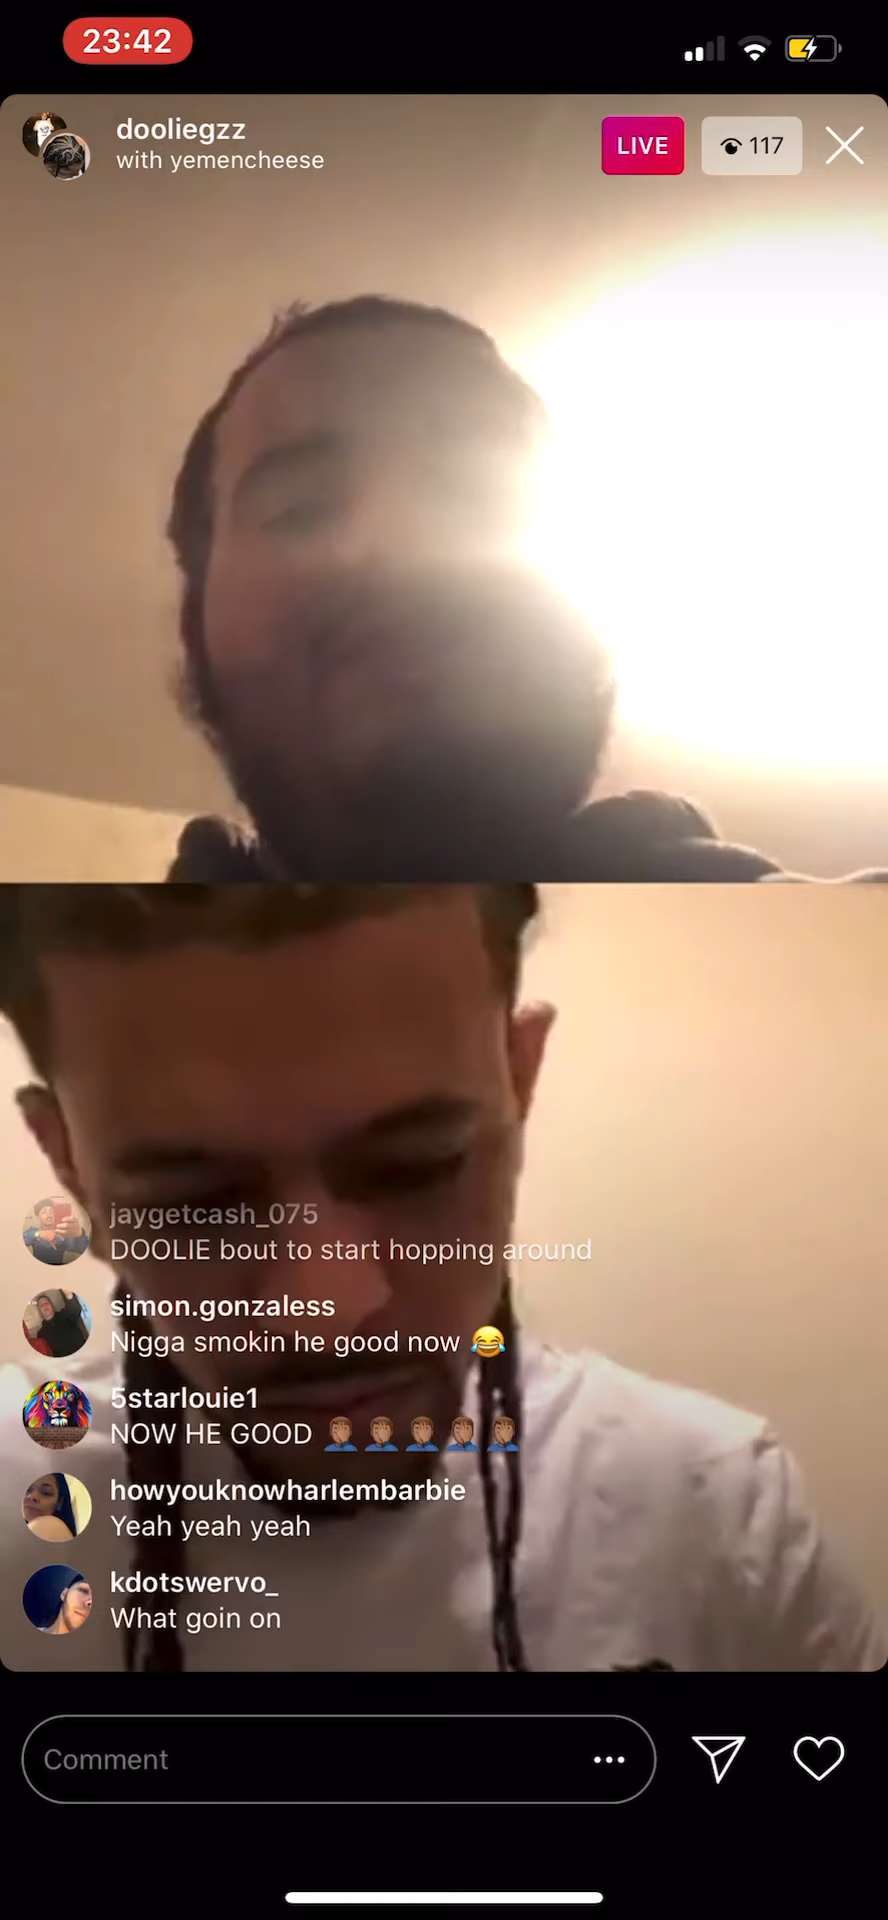 23:42
dooliegzz
with yemencheese
LIVE
117
jaygetcash_075
DOOLIE bout to start hopping around
simon.gonzaless
Nigga smokin he good now 😂
5starlouie1
NOW HE GOOD 🤦🏽‍♂️🤦🏽‍♂️🤦🏽‍♂️🤦🏽‍♂️🤦🏽‍♂️
howyouknowharlembarbie
Yeah yeah yeah
kdotswervo_
What goin on
Comment